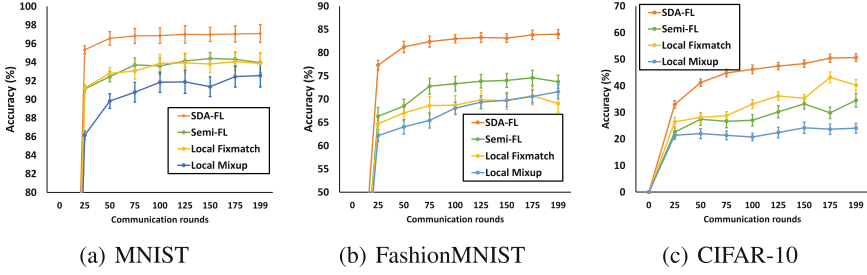 100
98
96
94
92
90
88
86
84
82
80
Accuracy (%)
SDA-FL
Semi-FL
Local Fixmatch
Local Mixup
0 25 50 75 100 125 150 175 199
Communication rounds
(a) MNIST
90
85
80
75
70
65
60
55
50
Accuracy (%)
SDA-FL
Semi-FL
Local Fixmatch
Local Mixup
0 25 50 75 100 125 150 175 199
Communication rounds
(b) FashionMNIST
70
60
50
40
30
20
10
0
Accuracy (%)
SDA-FL
Semi-FL
Local Fixmatch
Local Mixup
0 25 50 75 100 125 150 175 199
Communication rounds
(c) CIFAR-10